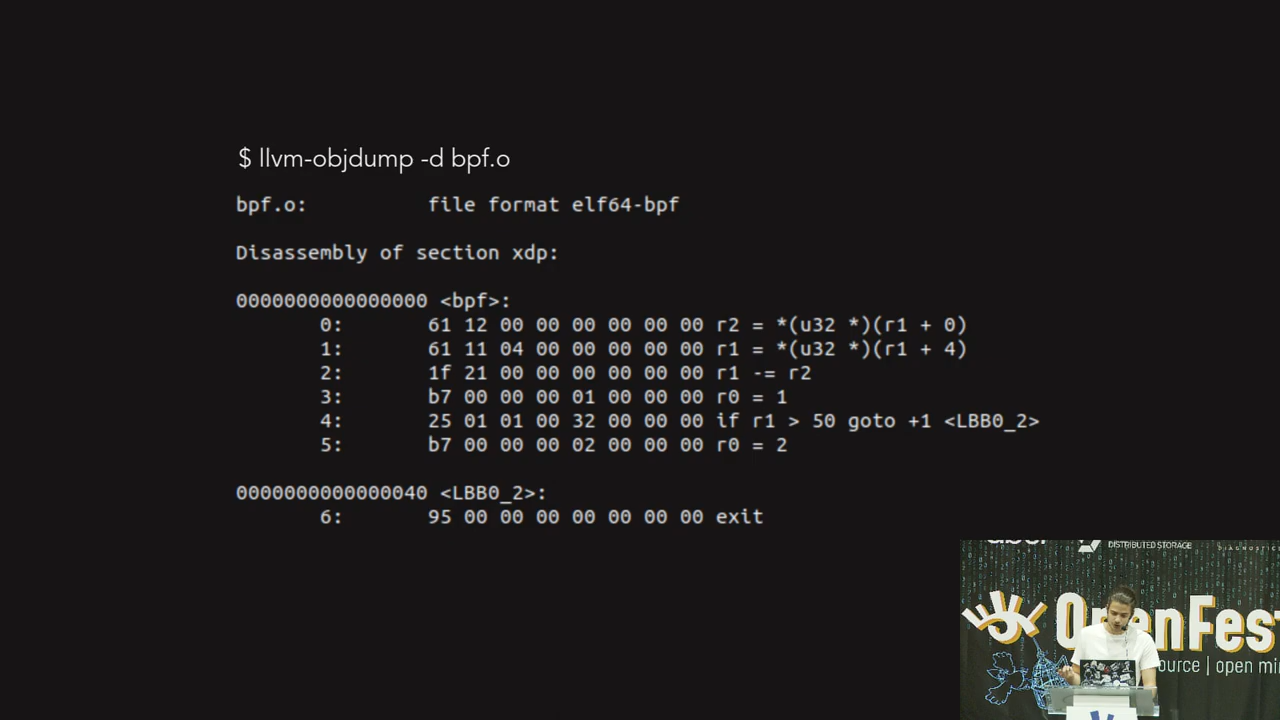 $ llvm-objdump -d bpf.o
bpf.o: file format elf64-bpf
Disassembly of section xdp:
0000000000000000 <bpf>:
0: 61 12 00 00 00 00 00 00 r2 = *(u32 *)(r1 + 0)
1: 61 11 04 00 00 00 00 00 r1 = *(u32 *)(r1 + 4)
2: 1f 21 00 00 00 00 00 00 r1 -= r2
3: b7 00 00 00 01 00 00 00 r0 = 1
4: 25 01 01 00 32 00 00 00 if r1 > 50 goto +1 <LBB0_2>
5: b7 00 00 00 02 00 00 00 r0 = 2
0000000000000040 <LBB0_2>:
6: 95 00 00 00 00 00 00 00 exit
DISTRIBUTED STORAGE
DIAGNOSTICS
OpenFest
ource | open